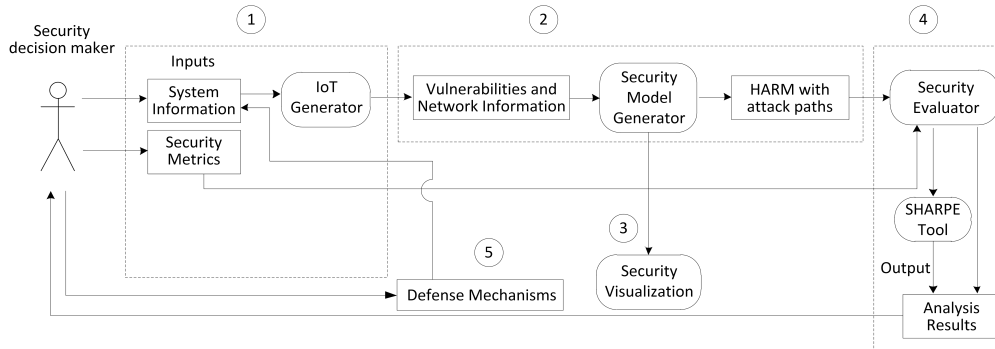 1
2
4
Security
decision maker
Inputs
System
Information
IoT
Generator
Vulnerabilities and
Network Information
Security
Model
Generator
HARM with
attack paths
Security
Evaluator
Security
Metrics
SHARPE
Tool
3
5
Output
Security
Visualization
Defense Mechanisms
Analysis
Results